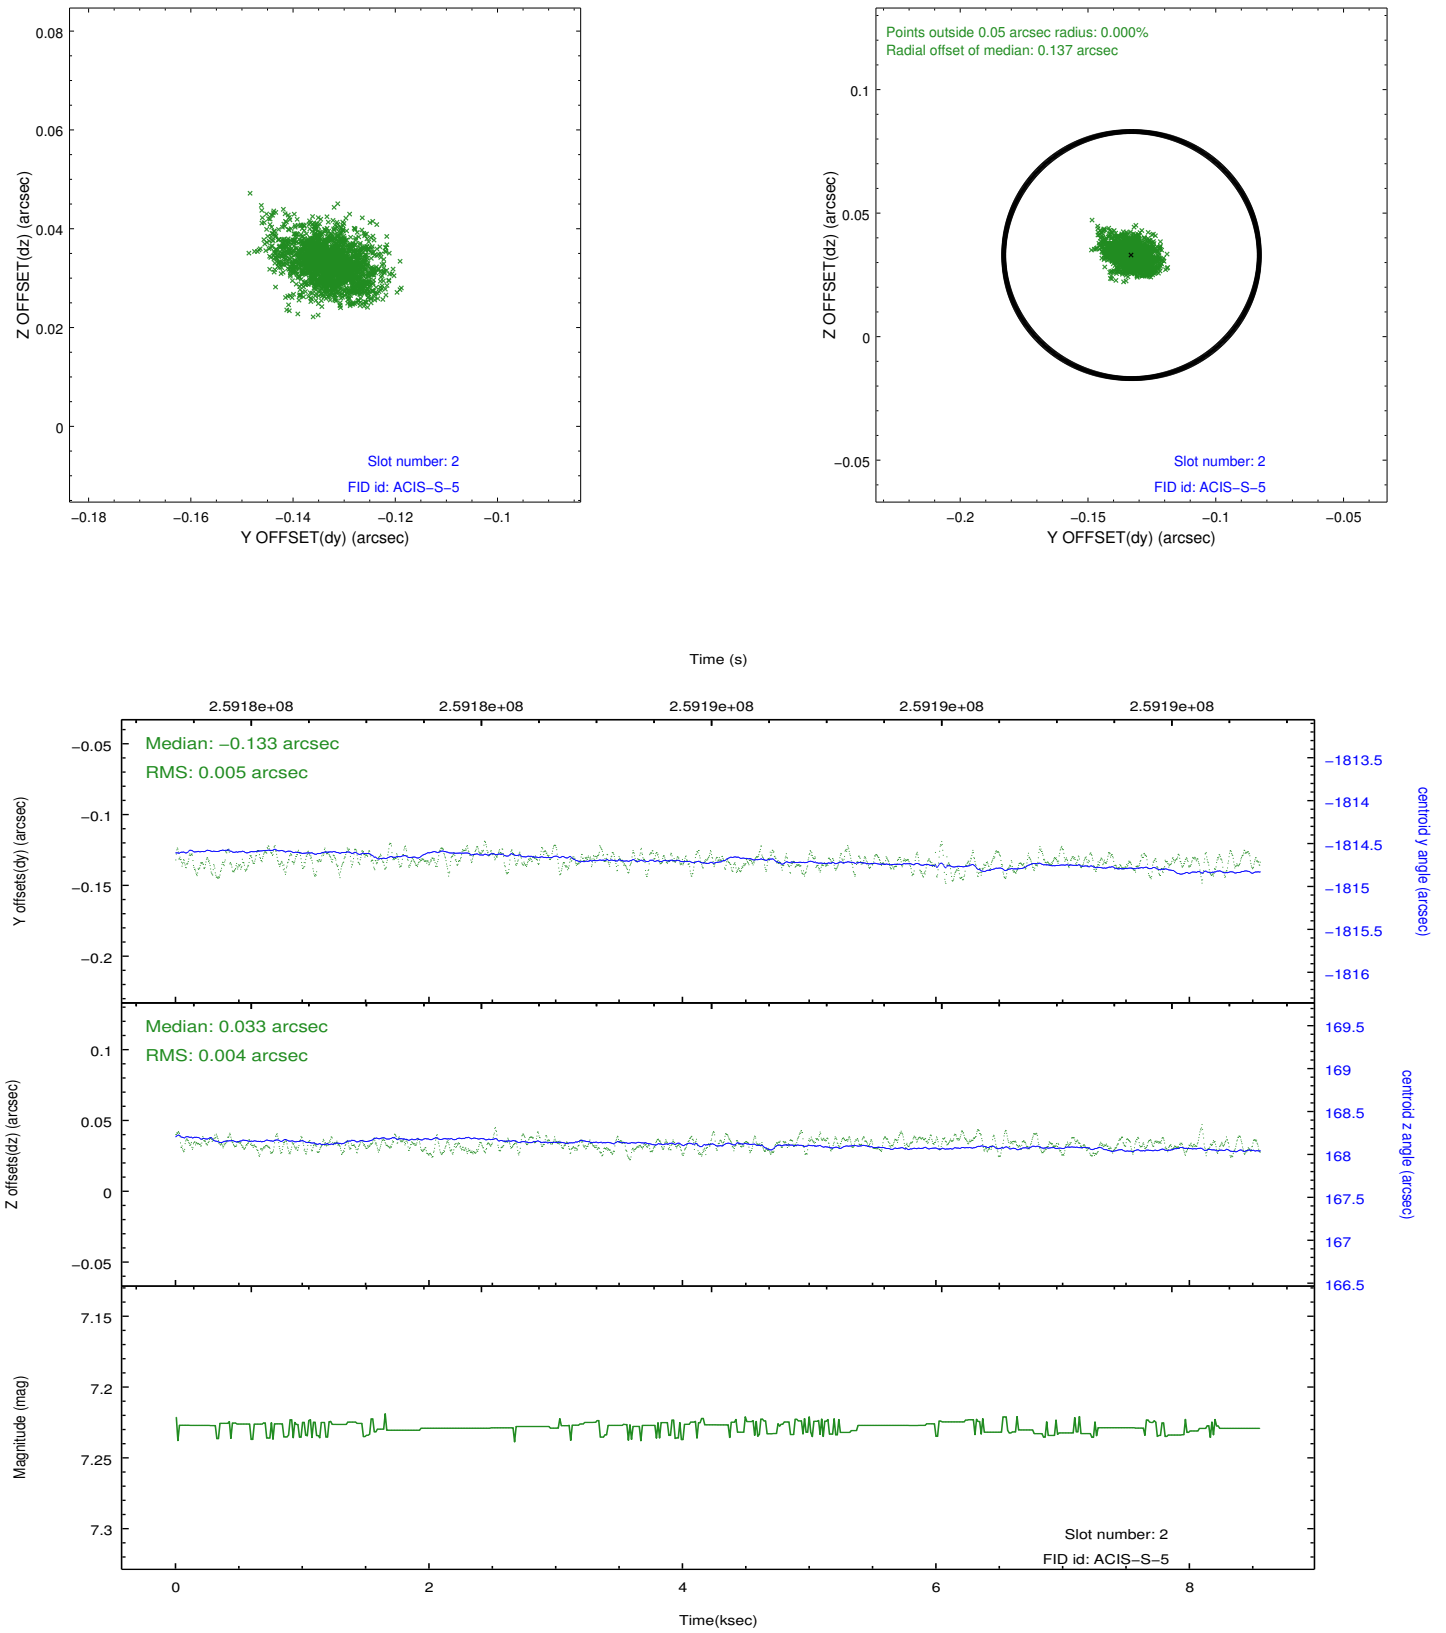 0.08
0.06
0.04
0.02
0
Z OFFSET(dz) (arcsec)
−0.18
−0.16
−0.14
−0.12
−0.1
Y OFFSET(dy) (arcsec)
Slot number: 2
FID id: ACIS−S−5
Points outside 0.05 arcsec radius: 0.000%
Radial offset of median: 0.137 arcsec
0.1
0.05
0
−0.05
Z OFFSET(dz) (arcsec)
Slot number: 2
FID id: ACIS−S−5
−0.2
−0.15
−0.1
−0.05
Y OFFSET(dy) (arcsec)
Time (s)
2.5918e+08
2.5918e+08
2.5919e+08
2.5919e+08
2.5919e+08
Median: −0.133 arcsec
RMS: 0.005 arcsec
−0.05
−0.1
−0.15
−0.2
Y offsets(dy) (arcsec)
−1813.5
−1814
−1814.5
−1815
−1815.5
−1816
centroid y angle (arcsec)
Median: 0.033 arcsec
RMS: 0.004 arcsec
0.1
0.05
0
−0.05
Z offsets(dz) (arcsec)
169.5
169
168.5
168
167.5
167
166.5
centroid z angle (arcsec)
7.15
7.2
7.25
7.3
Magnitude (mag)
Slot number: 2
FID id: ACIS−S−5
0
2
4
6
8
Time(ksec)